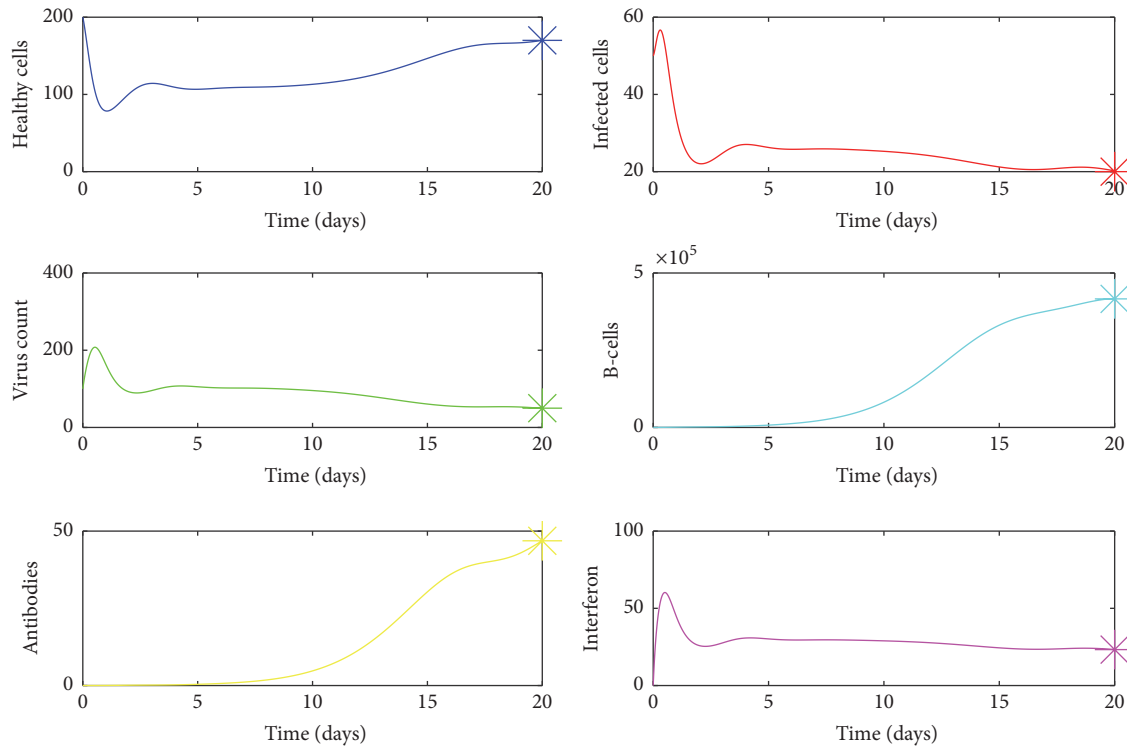 Healthy cells
200
100
0
0 5 10 15 20
Time (days)
Infected cells
60
40
20
0 5 10 15 20
Time (days)
Virus count
400
200
0
0 5 10 15 20
Time (days)
B-cells
×10⁵
5
0
0 5 10 15 20
Time (days)
Antibodies
50
0
0 5 10 15 20
Time (days)
Interferon
100
50
0
0 5 10 15 20
Time (days)